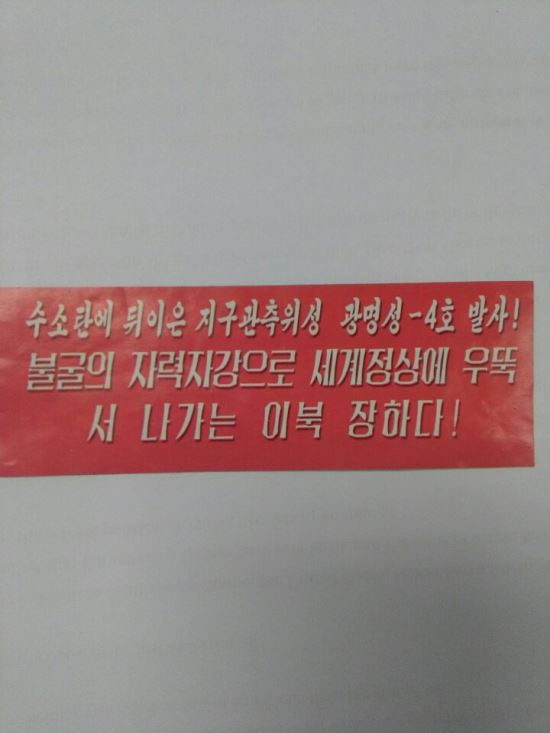 수소탄에 뒤이은 지구관측위성 광명성-4호 발사!
불굴의 자력자강으로 세계정상에 우뚝
서 나가는 이북 장하다!